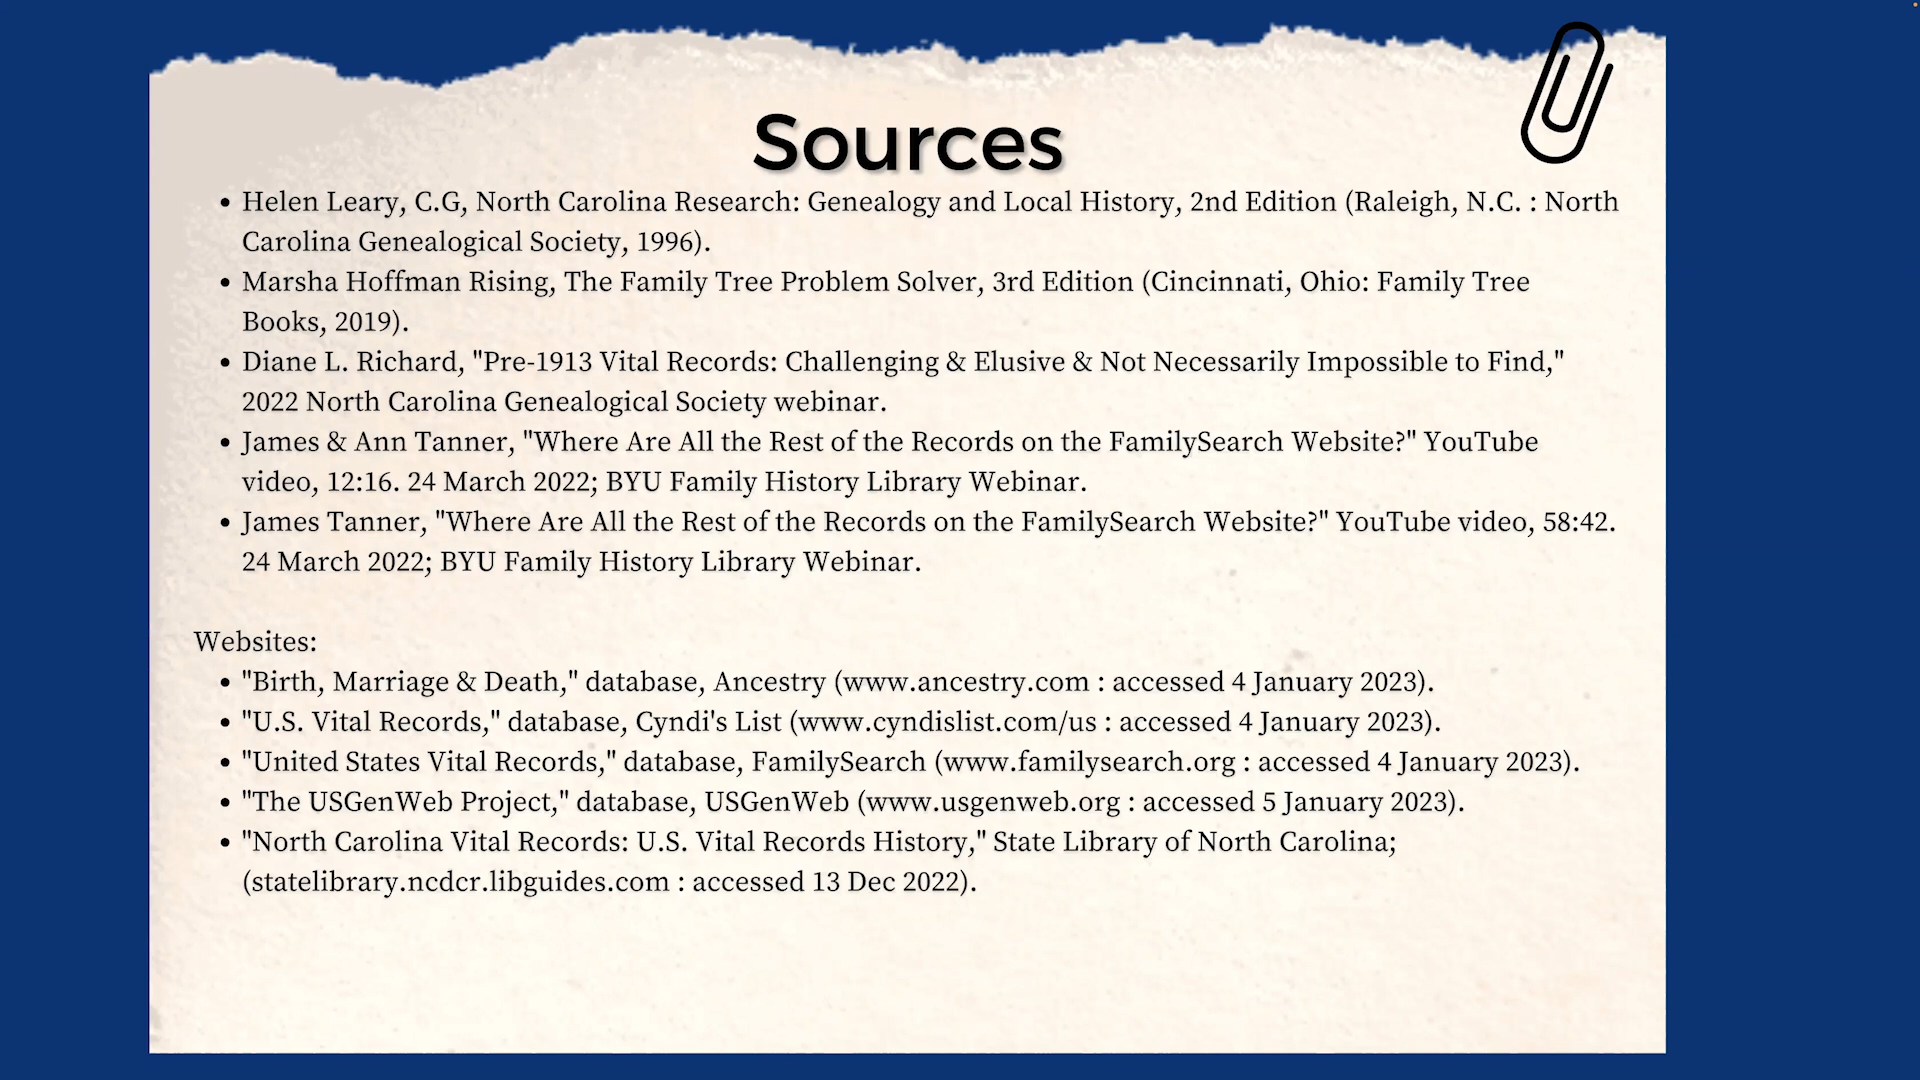 Sources
• Helen Leary, C.G, North Carolina Research: Genealogy and Local History, 2nd Edition (Raleigh, N.C. : North
Carolina Genealogical Society, 1996).
• Marsha Hoffman Rising, The Family Tree Problem Solver, 3rd Edition (Cincinnati, Ohio: Family Tree
Books, 2019).
• Diane L. Richard, "Pre-1913 Vital Records: Challenging & Elusive & Not Necessarily Impossible to Find,"
2022 North Carolina Genealogical Society webinar.
• James & Ann Tanner, "Where Are All the Rest of the Records on the FamilySearch Website?" YouTube
video, 12:16. 24 March 2022; BYU Family History Library Webinar.
• James Tanner, "Where Are All the Rest of the Records on the FamilySearch Website?" YouTube video, 58:42.
24 March 2022; BYU Family History Library Webinar.
Websites:
• "Birth, Marriage & Death," database, Ancestry (www.ancestry.com : accessed 4 January 2023).
• "U.S. Vital Records," database, Cyndi's List (www.cyndislist.com/us : accessed 4 January 2023).
• "United States Vital Records," database, FamilySearch (www.familysearch.org : accessed 4 January 2023).
• "The USGenWeb Project," database, USGenWeb (www.usgenweb.org : accessed 5 January 2023).
• "North Carolina Vital Records: U.S. Vital Records History," State Library of North Carolina;
(statelibrary.ncdcr.libguides.com : accessed 13 Dec 2022).